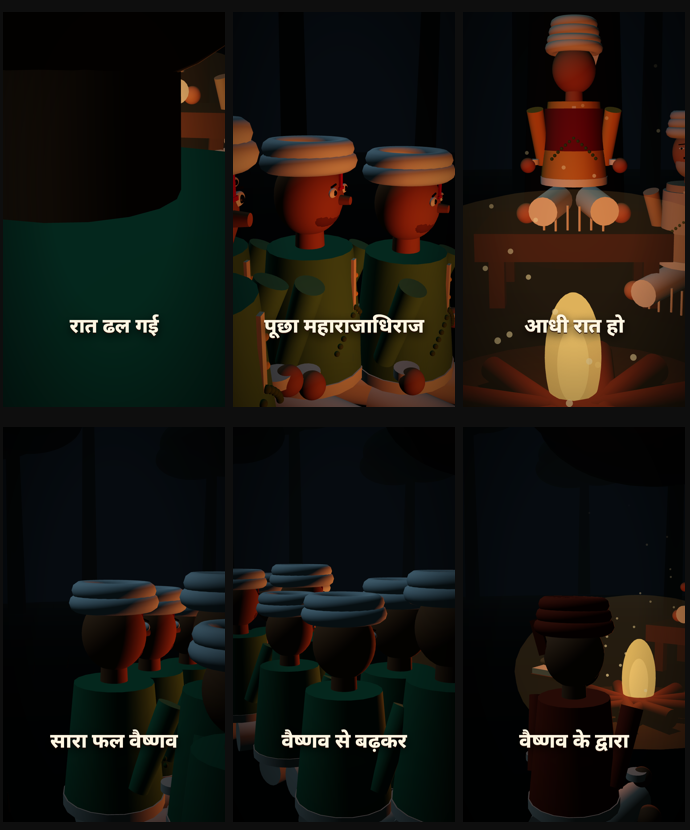 रात ढल गई
पूछा महाराजाधिराज
आधी रात हो
सारा फल वैष्णव
वैष्णव से बढ़कर
वैष्णव के द्वारा